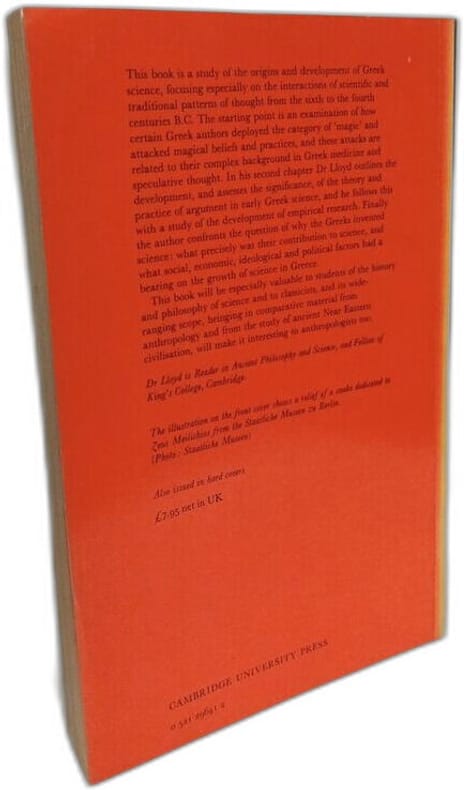 This book is a study of the origins and development of Greek
science, focusing especially on the interactions of scientific and
traditional patterns of thought from the sixth to the fourth
centuries B.C. The starting point is an examination of how
certain Greek authors deployed the category of 'magic' and
attacked magical beliefs and practices, and these attacks are
related to their complex background in Greek medicine and
speculative thought. In his second chapter Dr Lloyd outlines the
development, and assesses the significance, of the theory and
practice of argument in early Greek science, and he follows this
with a study of the development of empirical research. Finally
the author confronts the question of why the Greeks invented
science: what precisely was their contribution to science, and
what social, economic, ideological and political factors had a
bearing on the growth of science in Greece.
This book will be especially valuable to students of the history
and philosophy of science and to classicists, and its wide-
ranging scope, bringing in comparative material from
anthropology and from the study of ancient Near Eastern
civilisation, will make it interesting to anthropologists too.
Dr Lloyd is Reader in Ancient Philosophy and Science, and Fellow of
King's College, Cambridge.
The illustration on the front cover shows a relief of a snake dedicated to
Zeus Meilichios from the Staatliche Museen zu Berlin.
(Photo: Staatliche Museen)
Also issued in hard covers
£7.95 net in UK
CAMBRIDGE UNIVERSITY PRESS
0 521 29641 2